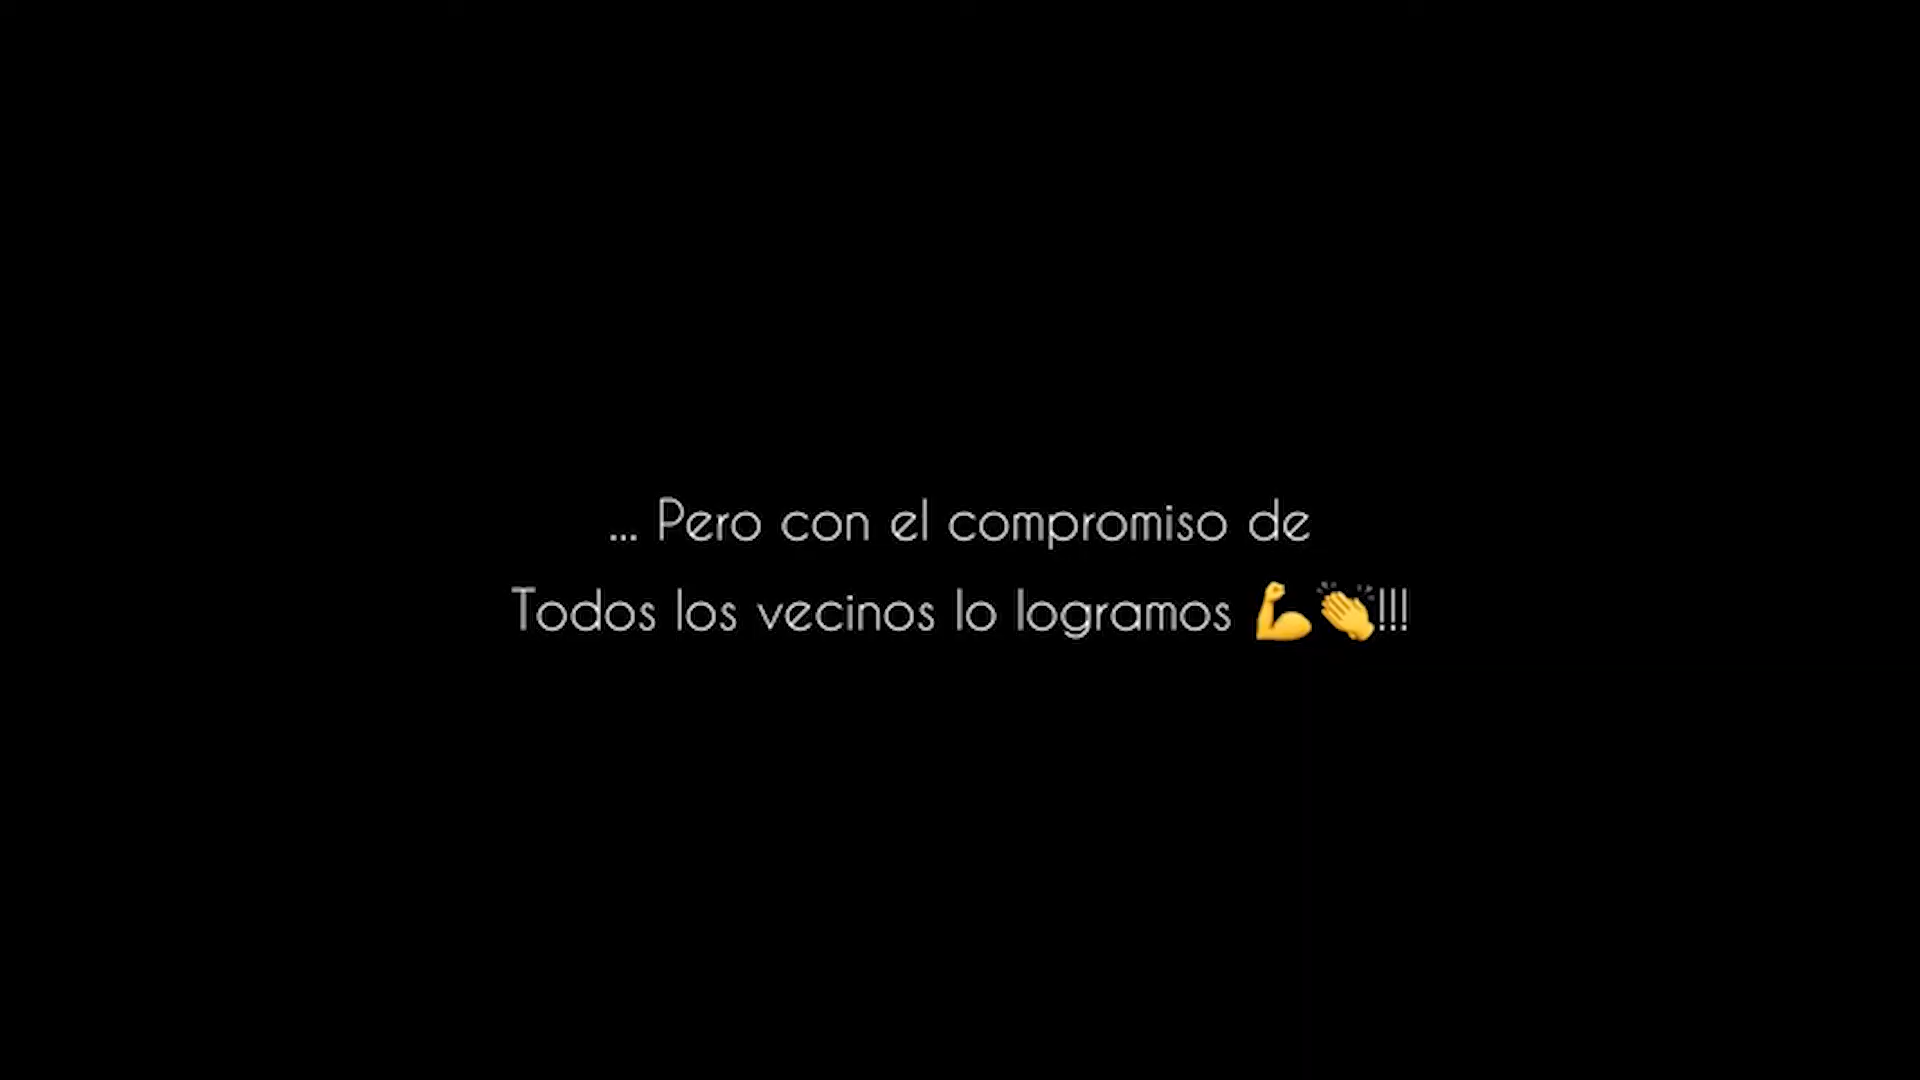 ... Pero con el compromiso de
Todos los vecinos lo logramos 💪👏!!!